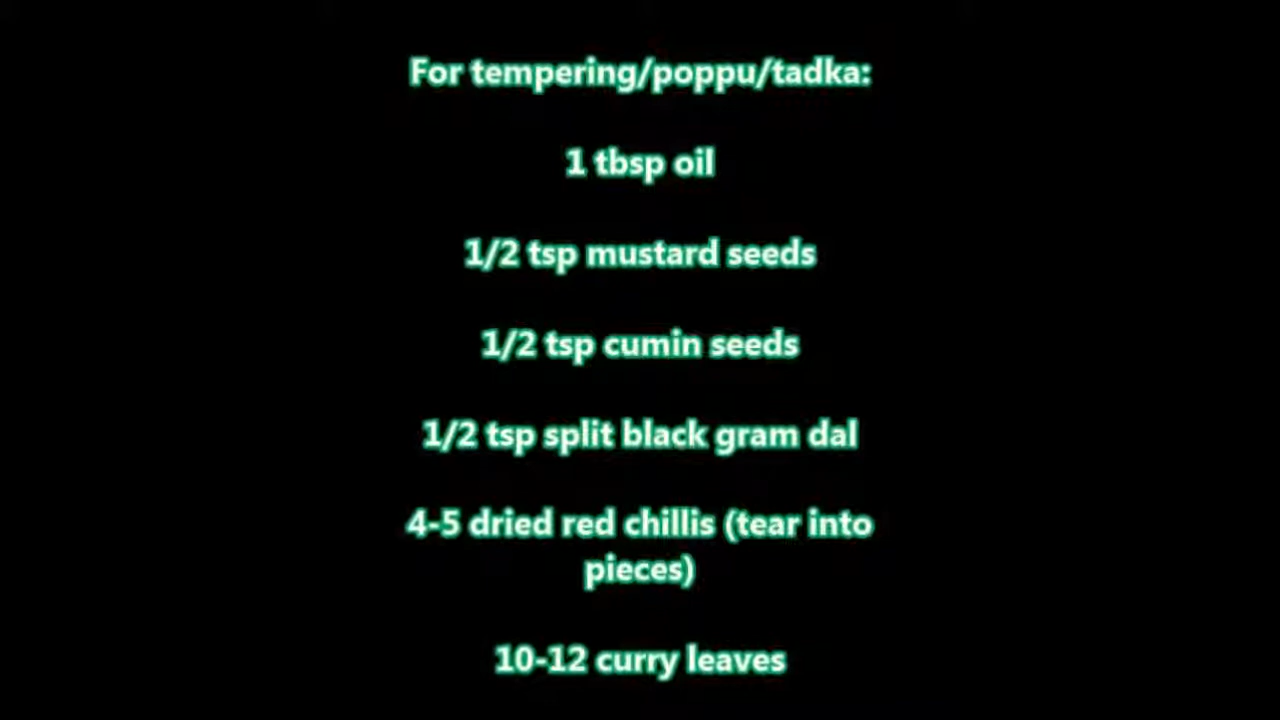 For tempering/poppu/tadka:
1 tbsp oil
1/2 tsp mustard seeds
1/2 tsp cumin seeds
1/2 tsp split black gram dal
4-5 dried red chillis (tear into
pieces)
10-12 curry leaves